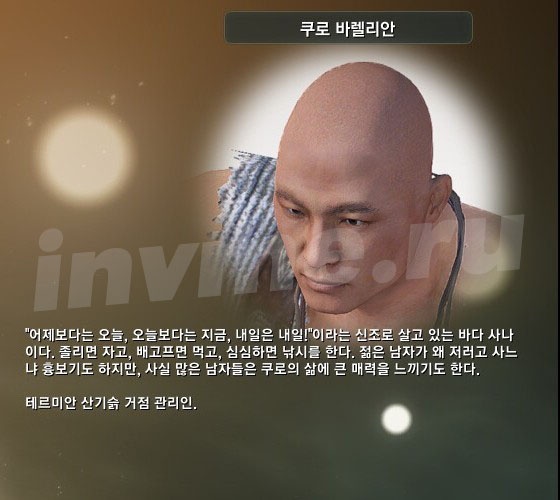 쿠로 바렐리안
invme.ru
"어제보다는 오늘, 오늘보다는 지금, 내일은 내일!"이라는 신조로 살고 있는 바다 사나
이다. 졸리면 자고, 배고프면 먹고, 심심하면 낚시를 한다. 젊은 남자가 왜 저러고 사느
냐 흉보기도 하지만, 사실 많은 남자들은 쿠로의 삶에 큰 매력을 느끼기도 한다.
테르미안 산기슭 거점 관리인.